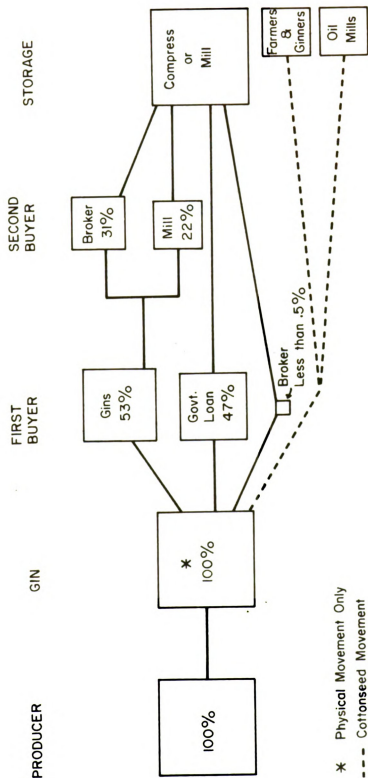 PRODUCER
GIN
FIRST
BUYER
SECOND
BUYER
STORAGE
100%
*
100%
Gins
53%
Govt.
Loan
47%
Broker
Less than .5%
Broker
31%
Mill
22%
Compress
or
Mill
Farmers
&
Ginners
Oil
Mills
* Physical Movement Only
--- Cottonseed Movement